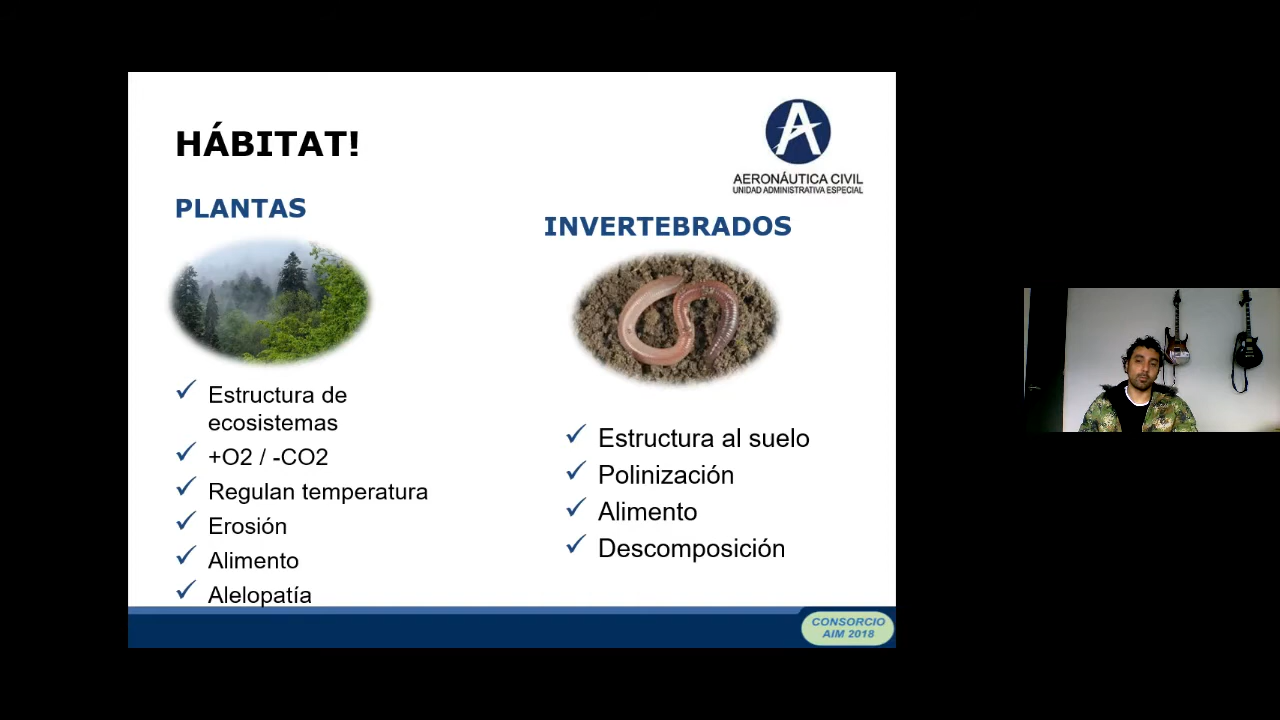 HÁBITAT!
AERONÁUTICA CIVIL
UNIDAD ADMINISTRATIVA ESPECIAL
PLANTAS
Estructura de
ecosistemas
+O2 / -CO2
Regulan temperatura
Erosión
Alimento
Alelopatía
INVERTEBRADOS
Estructura al suelo
Polinización
Alimento
Descomposición
CONSORCIO
AIM 2018